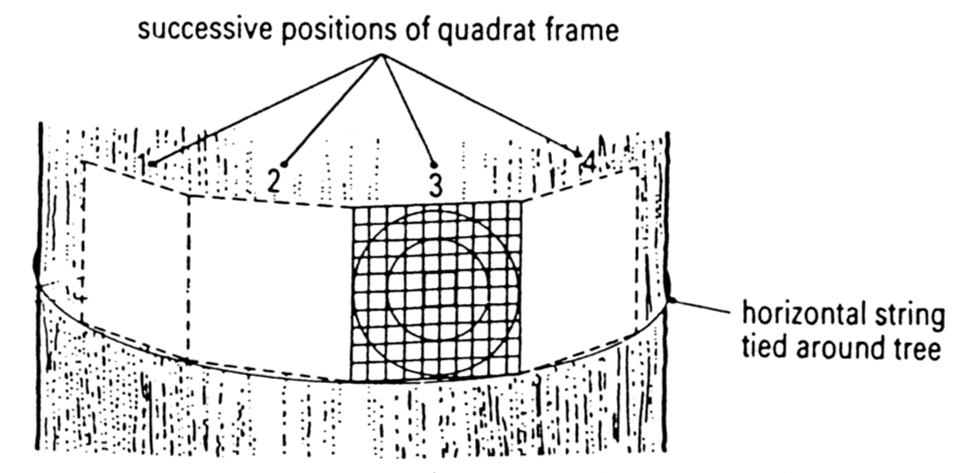 successive positions of quadrat frame
1
2
3
4
horizontal string
tied around tree